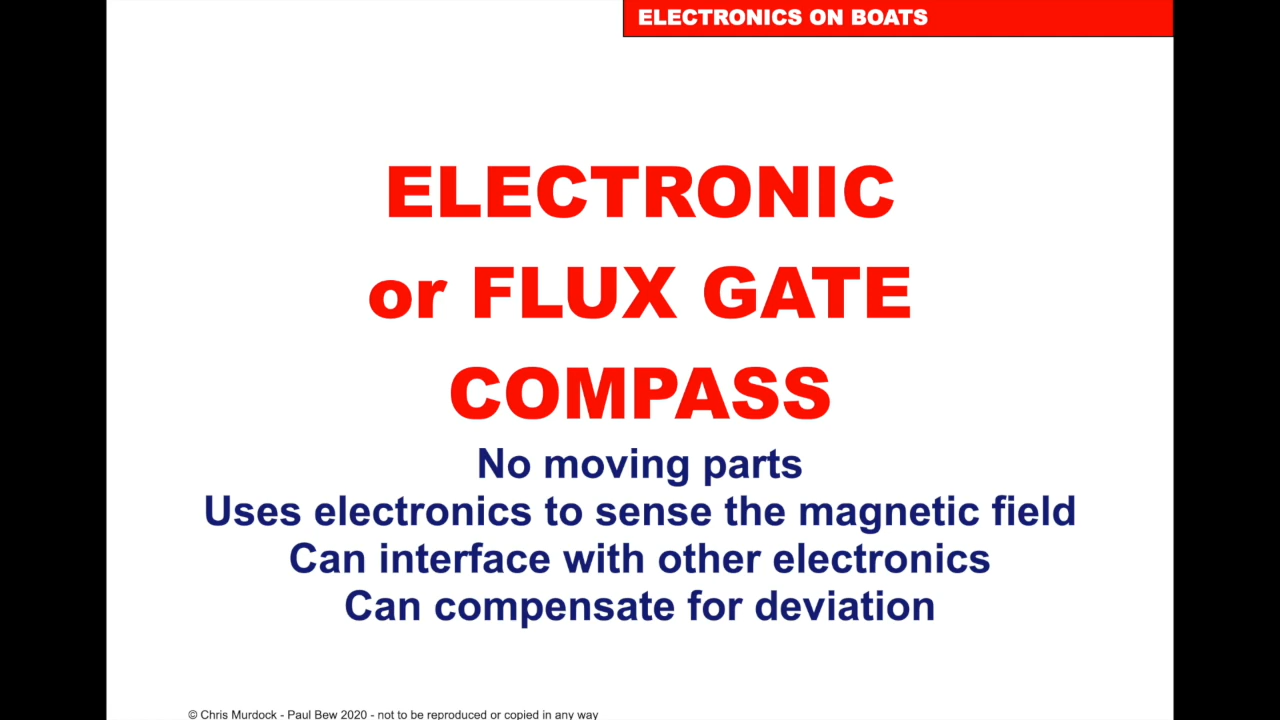 ELECTRONICS ON BOATS
ELECTRONIC
or FLUX GATE
COMPASS
No moving parts
Uses electronics to sense the magnetic field
Can interface with other electronics
Can compensate for deviation
© Chris Murdock - Paul Bew 2020 - not to be reproduced or copied in any way